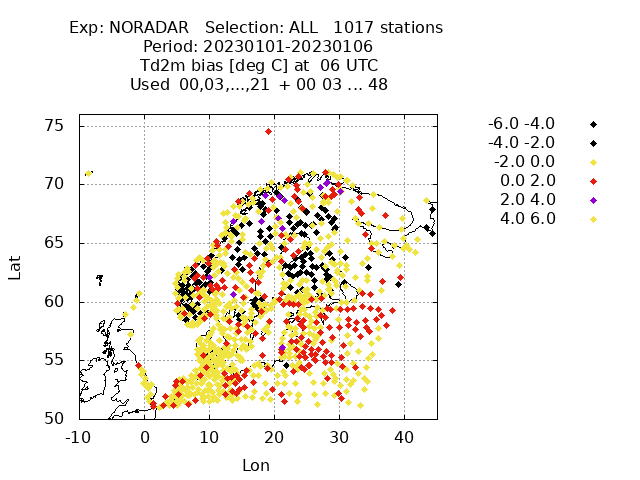 Exp: NORADAR Selection: ALL 1017 stations
Period: 20230101-20230106
Td2m bias [deg C] at 06 UTC
Used 00,03,...,21 + 00 03 ... 48
-6.0 -4.0
-4.0 -2.0
-2.0 0.0
0.0 2.0
2.0 4.0
4.0 6.0
75
70
65
60
55
50
Lat
-10 0 10 20 30 40
Lon